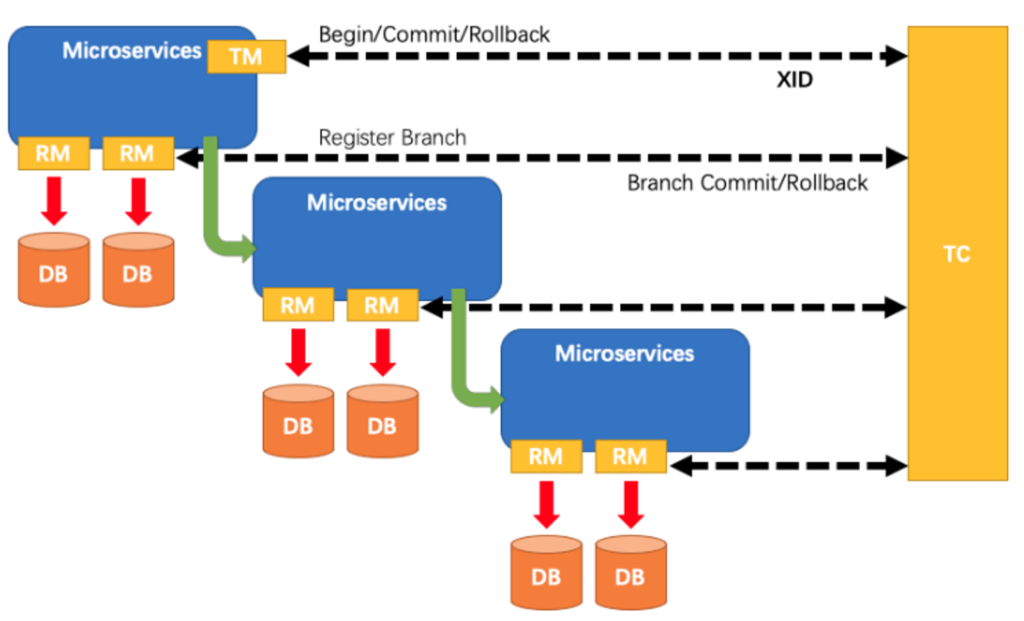 Begin/Commit/Rollback
Microservices
TM
XID
Register Branch
RM
RM
Branch Commit/Rollback
Microservices
DB
DB
TC
RM
RM
Microservices
DB
DB
RM
RM
DB
DB